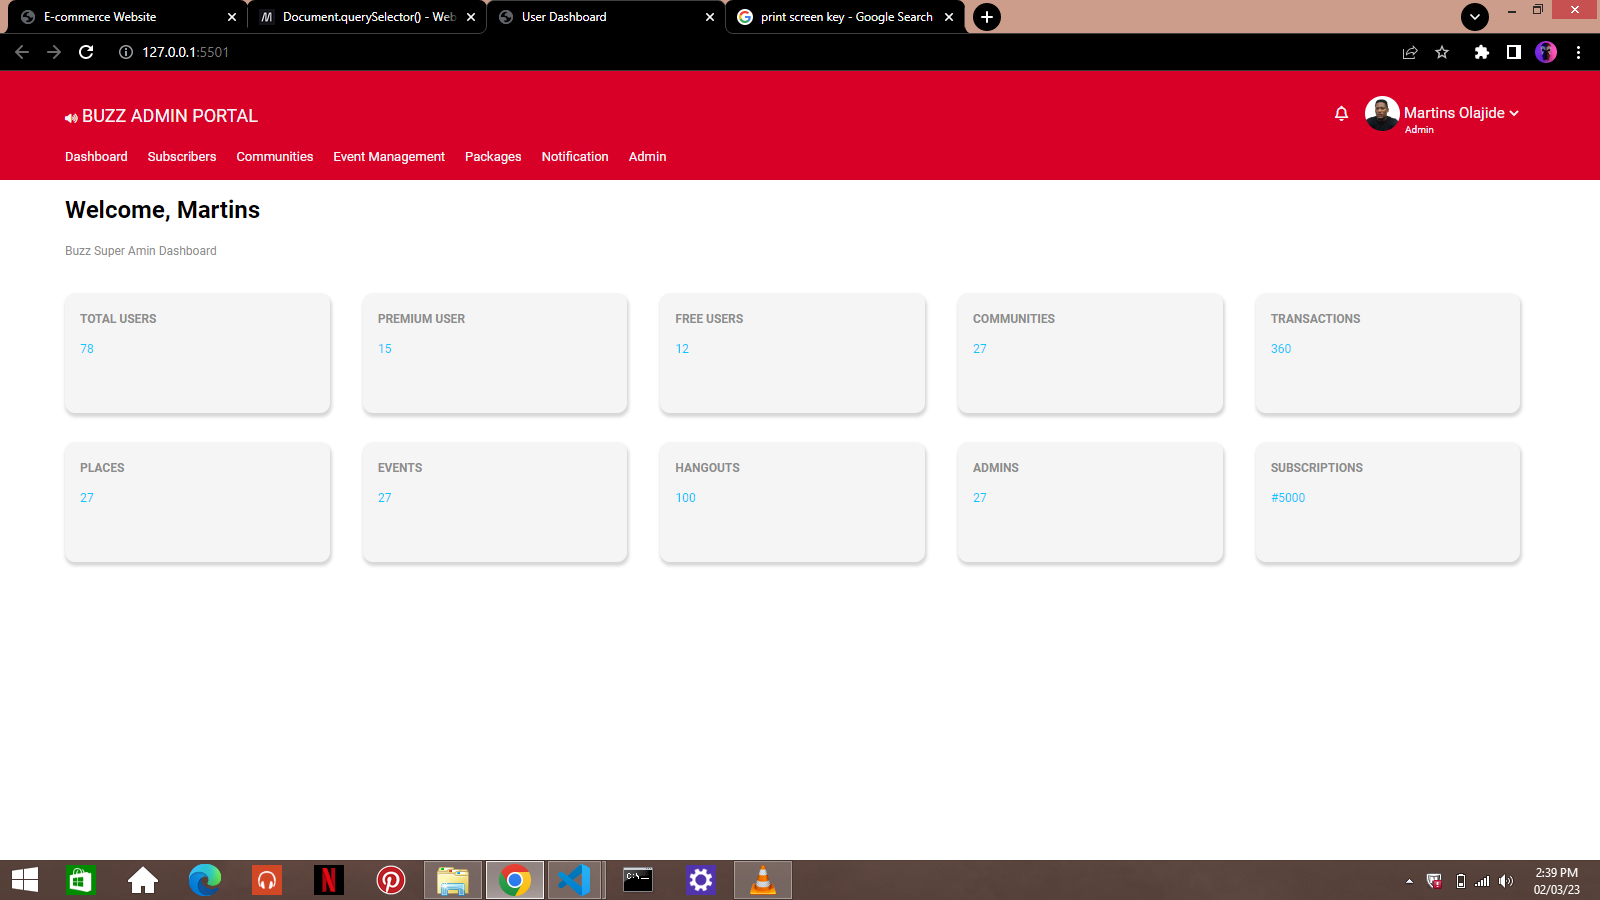 E-commerce Website
Document.querySelector() - Web
User Dashboard
print screen key - Google Search
127.0.0.1:5501
BUZZ ADMIN PORTAL
Martins Olajide
Admin
Dashboard Subscribers Communities Event Management Packages Notification Admin
Welcome, Martins
Buzz Super Amin Dashboard
TOTAL USERS
78
PREMIUM USER
15
FREE USERS
12
COMMUNITIES
27
TRANSACTIONS
360
PLACES
27
EVENTS
27
HANGOUTS
100
ADMINS
27
SUBSCRIPTIONS
#5000
2:39 PM
02/03/23